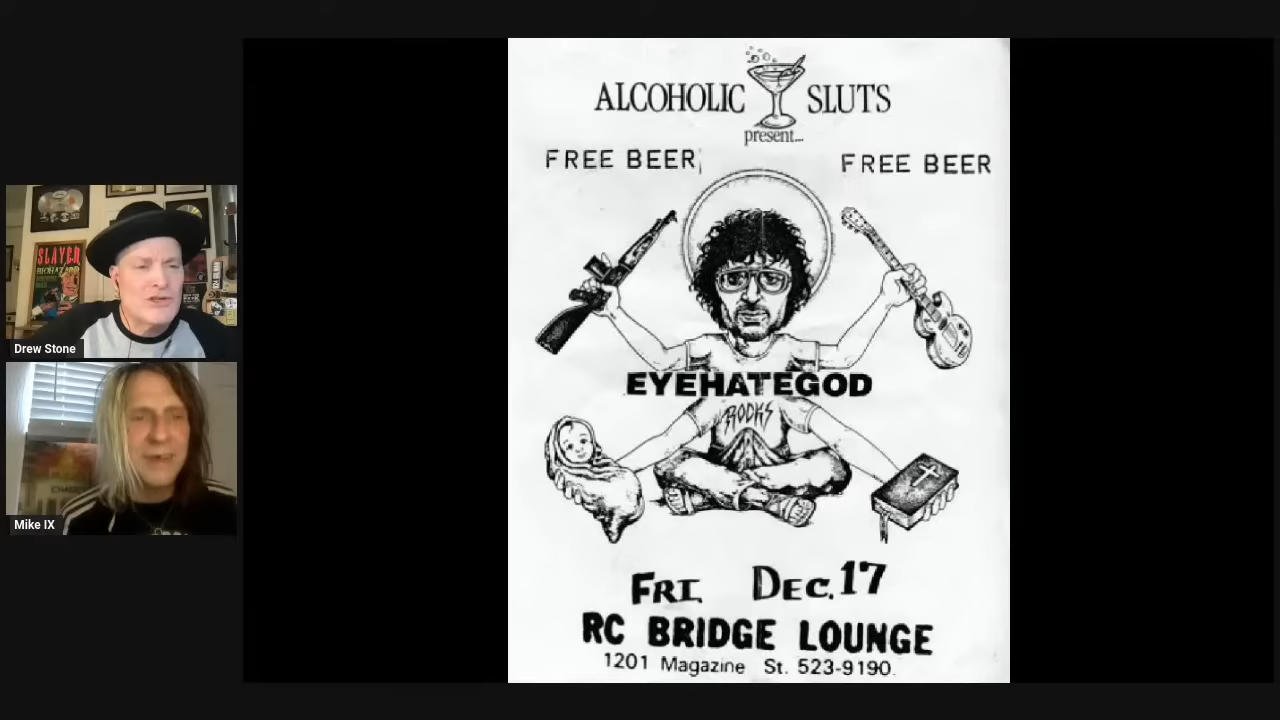 ALCOHOLIC SLUTS
present...
FREE BEER FREE BEER
EYEHATEGOD
ROCKS
FRI. DEC. 17
RC BRIDGE LOUNGE
1201 Magazine St. 523-9190.
SLAYER
BIOHAZARD
Drew Stone
Mike IX